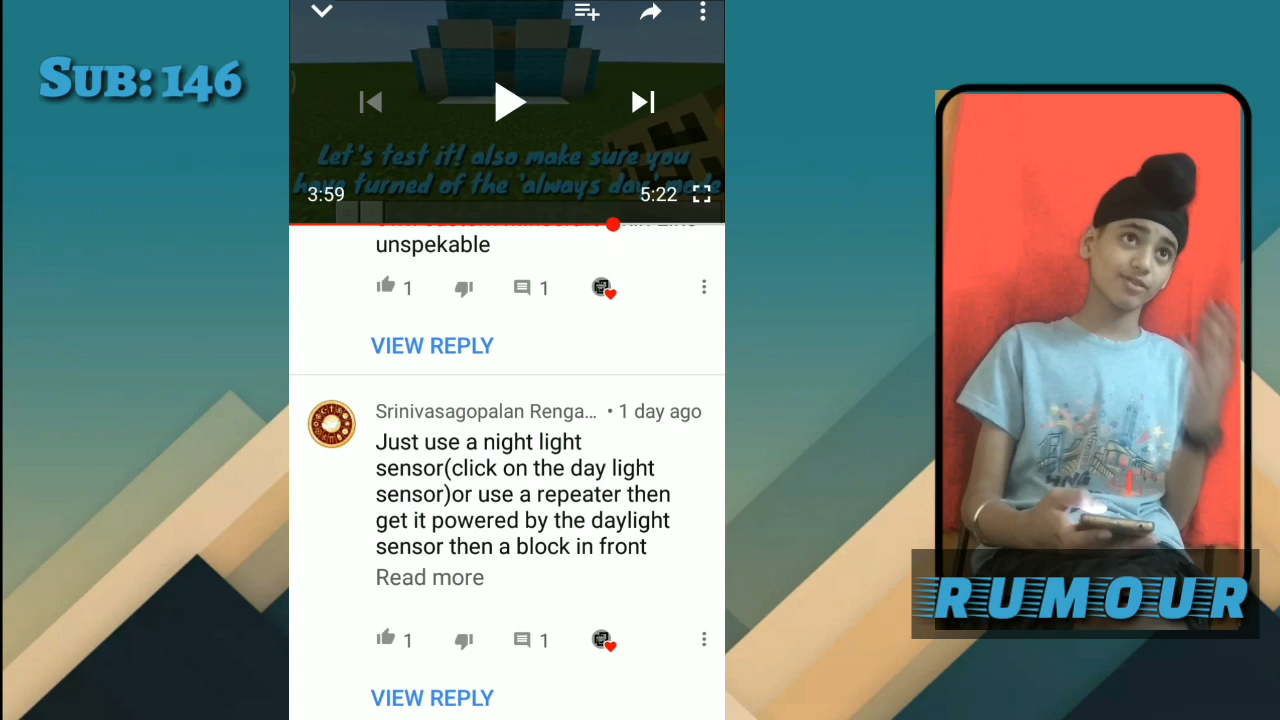 SUB: 146
Let's test it! also make sure you
have turned of the 'always day' mode
3:59
5:22
unspekable
1
1
VIEW REPLY
Srinivasagopalan Renga... • 1 day ago
Just use a night light
sensor(click on the day light
sensor)or use a repeater then
get it powered by the daylight
sensor then a block in front
Read more
1
1
VIEW REPLY
RUMOUR